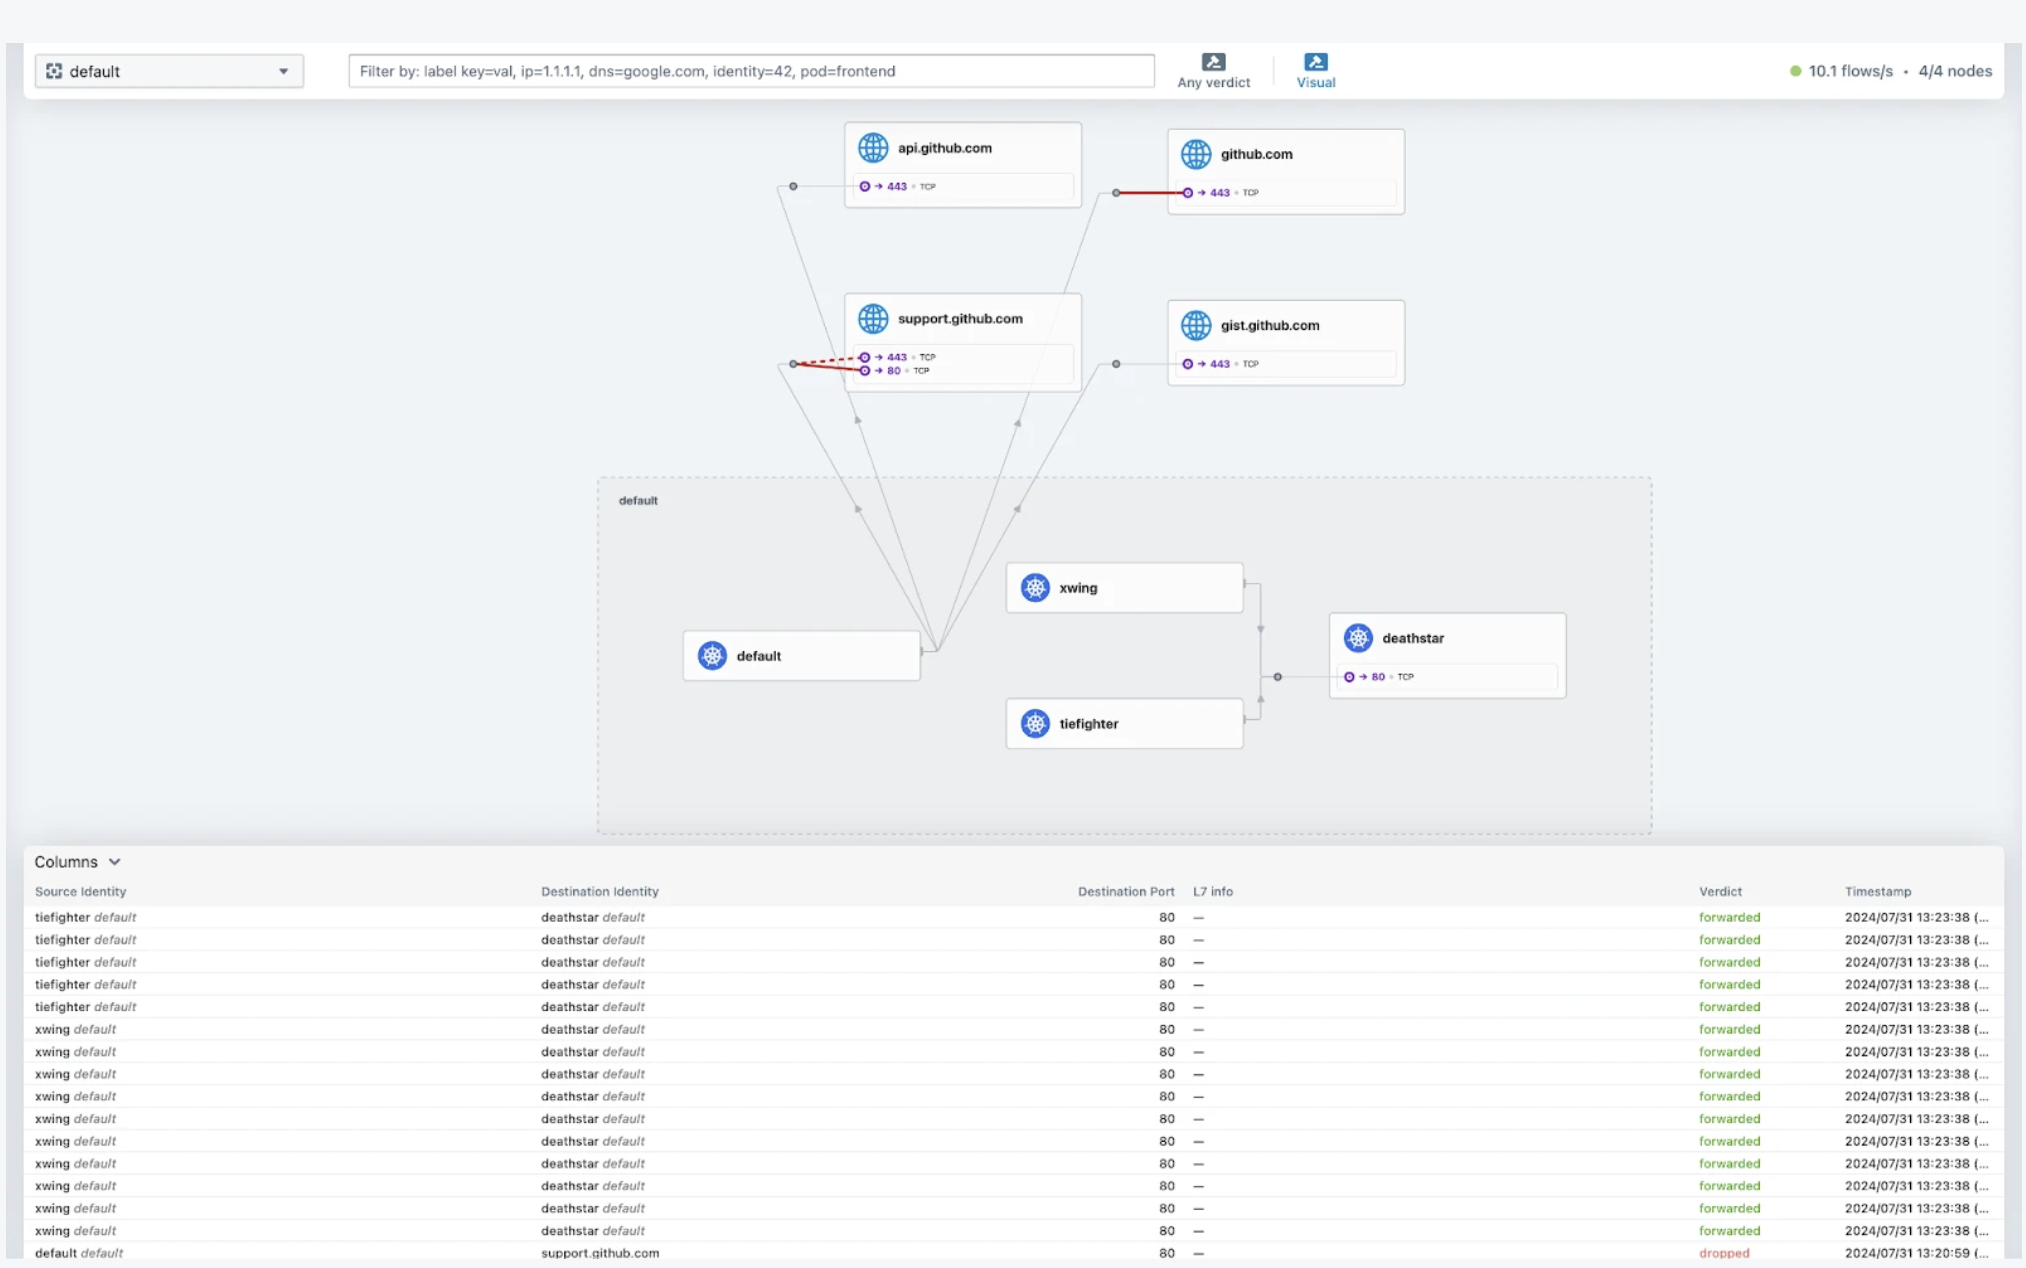 default
Filter by: label key=val, ip=1.1.1.1, dns=google.com, identity=42, pod=frontend
Any verdict
Visual
10.1 flows/s • 4/4 nodes
api.github.com
→ 443 • TCP
github.com
→ 443 • TCP
support.github.com
→ 443 • TCP
→ 80 • TCP
gist.github.com
→ 443 • TCP
default
xwing
default
deathstar
→ 80 • TCP
tiefighter
Columns
Source Identity Destination Identity Destination Port L7 info Verdict Timestamp
tiefighter default deathstar default 80 — forwarded 2024/07/31 13:23:38 (...
tiefighter default deathstar default 80 — forwarded 2024/07/31 13:23:38 (...
tiefighter default deathstar default 80 — forwarded 2024/07/31 13:23:38 (...
tiefighter default deathstar default 80 — forwarded 2024/07/31 13:23:38 (...
tiefighter default deathstar default 80 — forwarded 2024/07/31 13:23:38 (...
xwing default deathstar default 80 — forwarded 2024/07/31 13:23:38 (...
xwing default deathstar default 80 — forwarded 2024/07/31 13:23:38 (...
xwing default deathstar default 80 — forwarded 2024/07/31 13:23:38 (...
xwing default deathstar default 80 — forwarded 2024/07/31 13:23:38 (...
xwing default deathstar default 80 — forwarded 2024/07/31 13:23:38 (...
xwing default deathstar default 80 — forwarded 2024/07/31 13:23:38 (...
xwing default deathstar default 80 — forwarded 2024/07/31 13:23:38 (...
xwing default deathstar default 80 — forwarded 2024/07/31 13:23:38 (...
xwing default deathstar default 80 — forwarded 2024/07/31 13:23:38 (...
xwing default deathstar default 80 — forwarded 2024/07/31 13:23:38 (...
default default support.github.com 80 — dropped 2024/07/31 13:20:59 (...